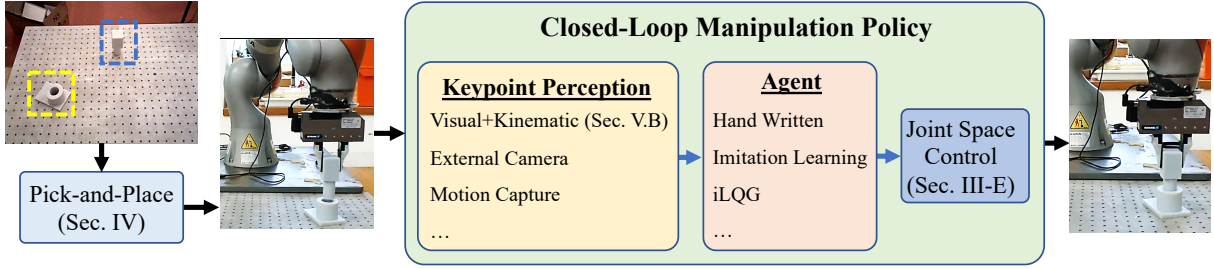 Closed-Loop Manipulation Policy
Pick-and-Place
(Sec. IV)
Keypoint Perception
Visual+Kinematic (Sec. V.B)
External Camera
Motion Capture
…
Agent
Hand Written
Imitation Learning
iLQG
…
Joint Space
Control
(Sec. III-E)